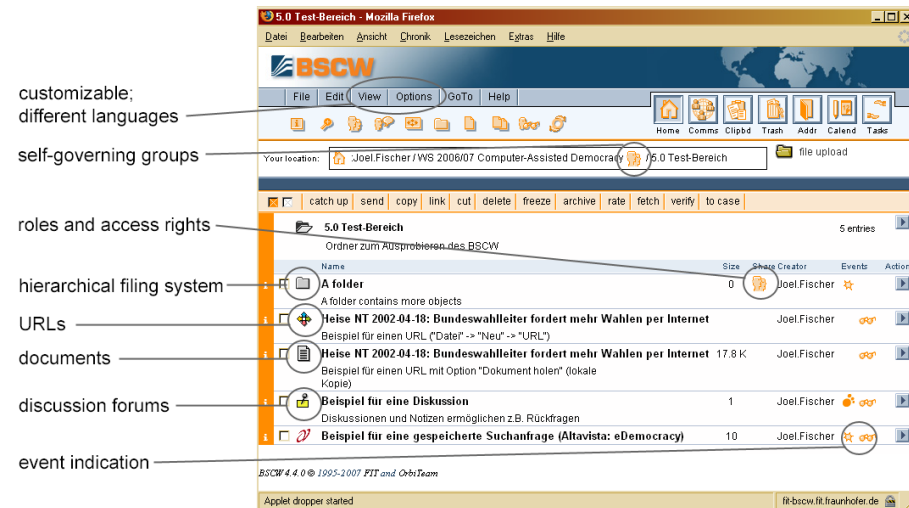 5.0 Test-Bereich - Mozilla Firefox
Datei Bearbeiten Ansicht Chronik Lesezeichen Extras Hilfe
BSCW
File Edit View Options GoTo Help
Home Comms Clipbd Trash Addr Calend Tasks
Your location: :Joel.Fischer / WS 2006/07 Computer-Assisted Democracy / 5.0 Test-Bereich
file upload
catch up send copy link cut delete freeze archive rate fetch verify to case
5.0 Test-Bereich 5 entries
Ordner zum Ausprobieren des BSCW
Name Size Share Creator Events Action
A folder 0 Joel.Fischer
A folder contains more objects
Heise NT 2002-04-18: Bundeswahlleiter fordert mehr Wahlen per Internet Joel.Fischer
Beispiel für einen URL ("Datei" -> "Neu" -> "URL")
Heise NT 2002-04-18: Bundeswahlleiter fordert mehr Wahlen per Internet 17.8 K Joel.Fischer
Beispiel für einen URL mit Option "Dokument holen" (lokale
Kopie)
Beispiel für eine Diskussion 1 Joel.Fischer
Diskussionen und Notizen ermöglichen z.B. Rückfragen
Beispiel für eine gespeicherte Suchanfrage (Altavista: eDemocracy) 10 Joel.Fischer
BSCW 4.4.0 © 1995-2007 FIT and OrbiTeam
Applet dropper started fit-bscw.fit.fraunhofer.de
customizable;
different languages
self-governing groups
roles and access rights
hierarchical filing system
URLs
documents
discussion forums
event indication